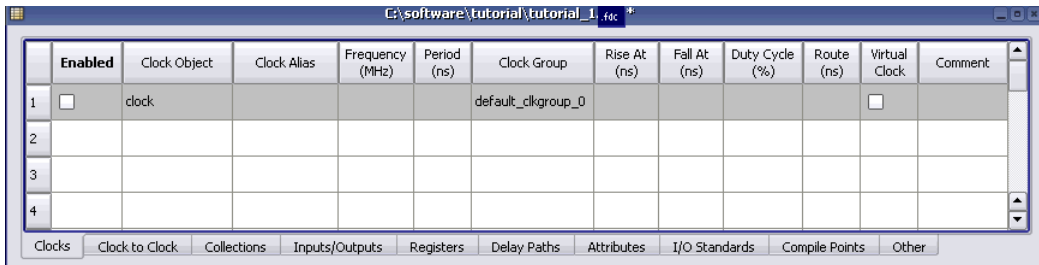 C:\software\tutorial\tutorial_1.fdc *
Enabled Clock Object Clock Alias Frequency (MHz) Period (ns) Clock Group Rise At (ns) Fall At (ns) Duty Cycle (%) Route (ns) Virtual Clock Comment
1 clock default_clkgroup_0
2
3
4
Clocks Clock to Clock Collections Inputs/Outputs Registers Delay Paths Attributes I/O Standards Compile Points Other